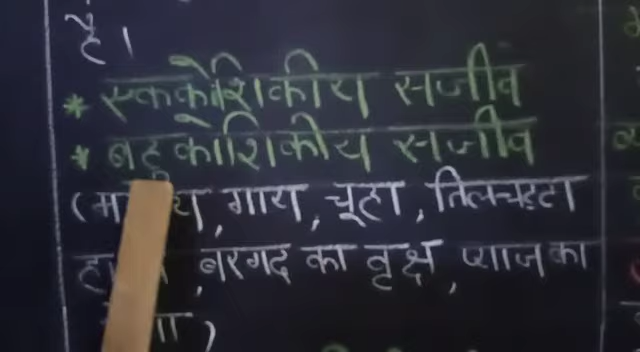 है।
* एककोशिकीय सजीव
* बहुकोशिकीय सजीव
(म य, गाय, चूहा, तिलचट्टा
हा , बरगद का वृक्ष, प्याज का
)